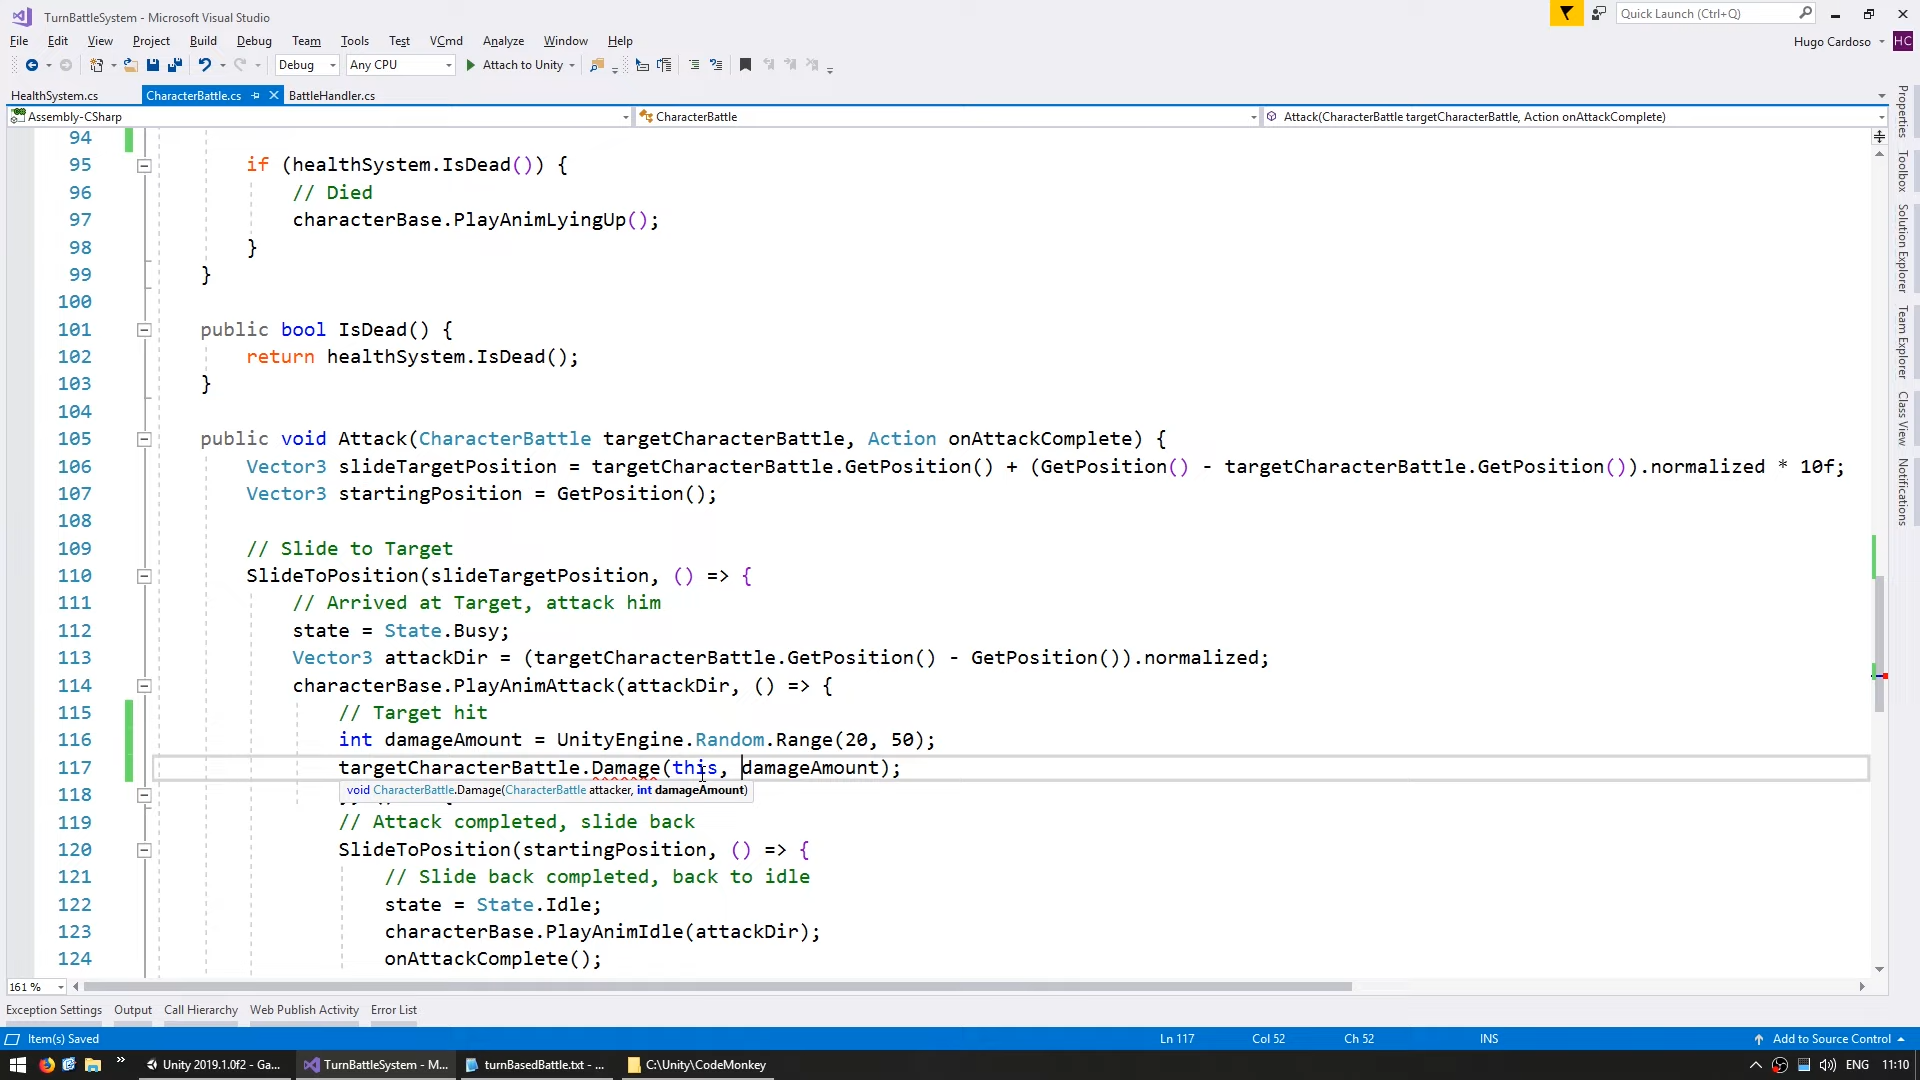 TurnBattleSystem - Microsoft Visual Studio
Quick Launch (Ctrl+Q)
File Edit View Project Build Debug Team Tools Test VCmd Analyze Window Help
Hugo Cardoso HC
Debug Any CPU Attach to Unity
HealthSystem.cs CharacterBattle.cs BattleHandler.cs
Assembly-CSharp CharacterBattle Attack(CharacterBattle targetCharacterBattle, Action onAttackComplete)
94
95 if (healthSystem.IsDead()) {
96 // Died
97 characterBase.PlayAnimLyingUp();
98 }
99 }
100
101 public bool IsDead() {
102 return healthSystem.IsDead();
103 }
104
105 public void Attack(CharacterBattle targetCharacterBattle, Action onAttackComplete) {
106 Vector3 slideTargetPosition = targetCharacterBattle.GetPosition() + (GetPosition() - targetCharacterBattle.GetPosition()).normalized * 10f;
107 Vector3 startingPosition = GetPosition();
108
109 // Slide to Target
110 SlideToPosition(slideTargetPosition, () => {
111 // Arrived at Target, attack him
112 state = State.Busy;
113 Vector3 attackDir = (targetCharacterBattle.GetPosition() - GetPosition()).normalized;
114 characterBase.PlayAnimAttack(attackDir, () => {
115 // Target hit
116 int damageAmount = UnityEngine.Random.Range(20, 50);
117 targetCharacterBattle.Damage(this, damageAmount);
118 void CharacterBattle.Damage(CharacterBattle attacker, int damageAmount)
119 // Attack completed, slide back
120 SlideToPosition(startingPosition, () => {
121 // Slide back completed, back to idle
122 state = State.Idle;
123 characterBase.PlayAnimIdle(attackDir);
124 onAttackComplete();
Properties
Toolbox
Solution Explorer
Team Explorer
Class View
Notifications
161 %
Exception Settings Output Call Hierarchy Web Publish Activity Error List
Item(s) Saved Ln 117 Col 52 Ch 52 INS Add to Source Control
» Unity 2019.1.0f2 - Ga... TurnBattleSystem - M... turnBasedBattle.txt - ... C:\Unity\CodeMonkey ENG 11:10